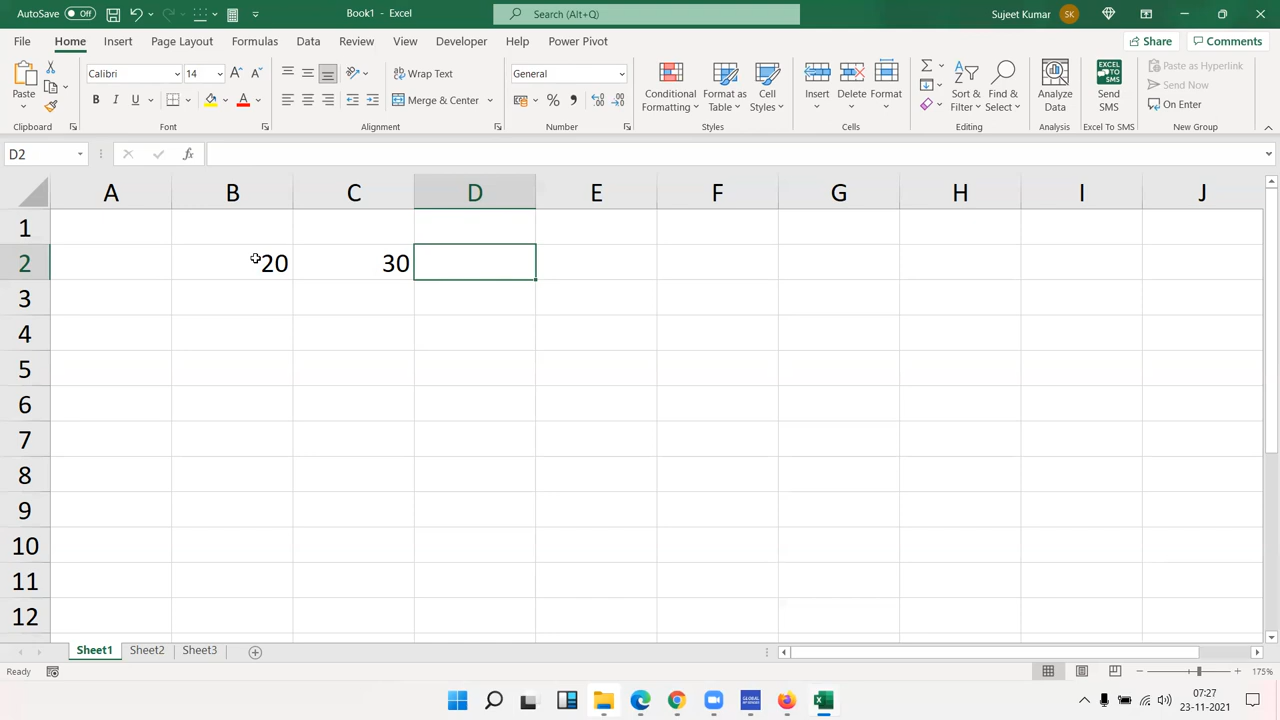 AutoSave Off Book1 - Excel Search (Alt+Q) Sujeet Kumar SK
File Home Insert Page Layout Formulas Data Review View Developer Help Power Pivot Share Comments
Paste Calibri 14 A A Wrap Text General Conditional Formatting Format as Table Cell Styles Insert Delete Format Sort & Filter Find & Select Analyze Data Send SMS Paste as Hyperlink
Send Now
B I U A Merge & Center % On Enter
Clipboard Font Alignment Number Styles Cells Editing Analysis Excel To SMS New Group
D2 fx
A B C D E F G H I J
1
2 20 30
3
4
5
6
7
8
9
10
11
12
Sheet1 Sheet2 Sheet3
Ready 175%
GLOBAL 07:27
23-11-2021